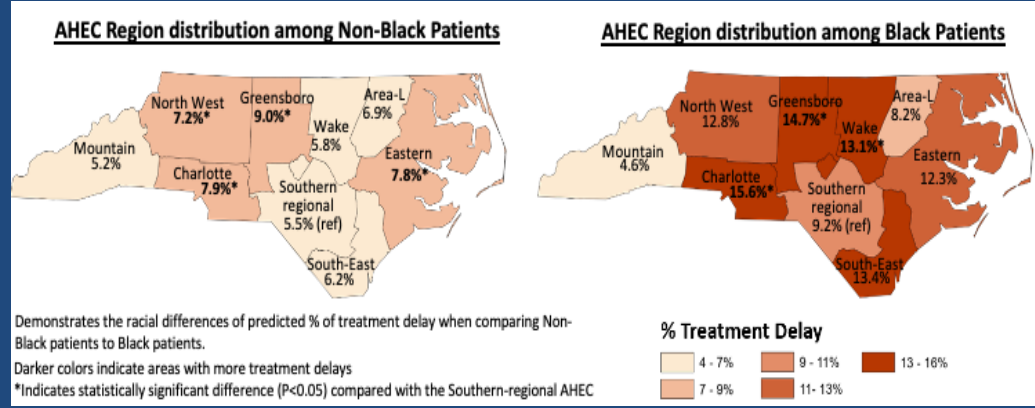 AHEC Region distribution among Non-Black Patients
North West
7.2%*
Greensboro
9.0%*
Wake
5.8%
Area-L
6.9%
Mountain
5.2%
Charlotte
7.9%*
Eastern
7.8%*
Southern
regional
5.5% (ref)
South-East
6.2%
AHEC Region distribution among Black Patients
North West
12.8%
Greensboro
14.7%*
Wake
13.1%*
Area-L
8.2%
Mountain
4.6%
Charlotte
15.6%*
Eastern
12.3%
Southern
regional
9.2% (ref)
South-East
13.4%
Demonstrates the racial differences of predicted % of treatment delay when comparing Non-
Black patients to Black patients.
Darker colors indicate areas with more treatment delays
*Indicates statistically significant difference (P<0.05) compared with the Southern-regional AHEC
% Treatment Delay
4 - 7%
9 - 11%
13 - 16%
7 - 9%
11- 13%